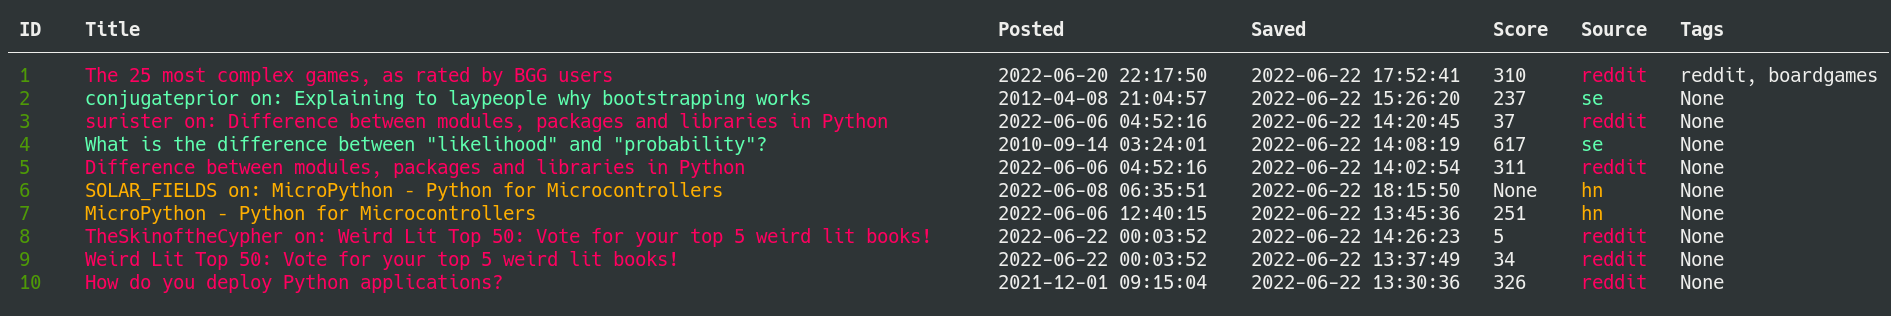 ID Title Posted Saved Score Source Tags
1 The 25 most complex games, as rated by BGG users 2022-06-20 22:17:50 2022-06-22 17:52:41 310 reddit reddit, boardgames
2 conjugateprior on: Explaining to laypeople why bootstrapping works 2012-04-08 21:04:57 2022-06-22 15:26:20 237 se None
3 surister on: Difference between modules, packages and libraries in Python 2022-06-06 04:52:16 2022-06-22 14:20:45 37 reddit None
4 What is the difference between "likelihood" and "probability"? 2010-09-14 03:24:01 2022-06-22 14:08:19 617 se None
5 Difference between modules, packages and libraries in Python 2022-06-06 04:52:16 2022-06-22 14:02:54 311 reddit None
6 SOLAR_FIELDS on: MicroPython - Python for Microcontrollers 2022-06-08 06:35:51 2022-06-22 18:15:50 None hn None
7 MicroPython - Python for Microcontrollers 2022-06-06 12:40:15 2022-06-22 13:45:36 251 hn None
8 TheSkinoftheCypher on: Weird Lit Top 50: Vote for your top 5 weird lit books! 2022-06-22 00:03:52 2022-06-22 14:26:23 5 reddit None
9 Weird Lit Top 50: Vote for your top 5 weird lit books! 2022-06-22 00:03:52 2022-06-22 13:37:49 34 reddit None
10 How do you deploy Python applications? 2021-12-01 09:15:04 2022-06-22 13:30:36 326 reddit None